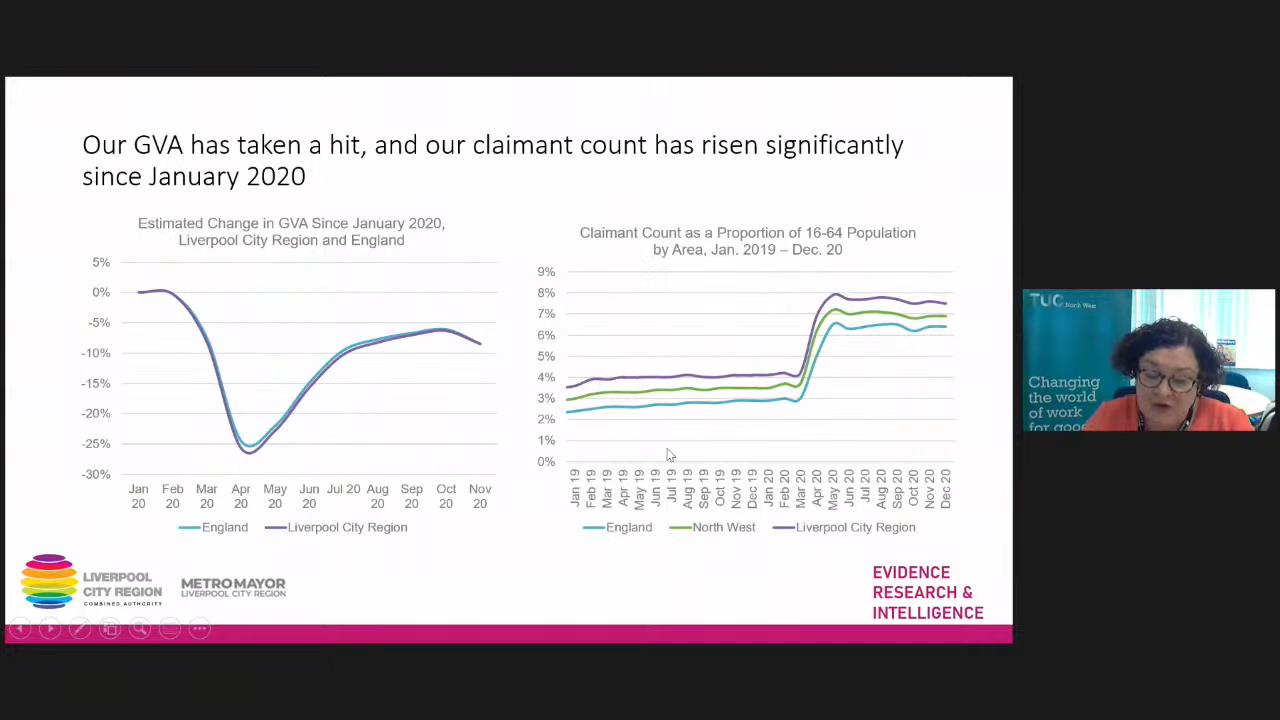 Our GVA has taken a hit, and our claimant count has risen significantly
since January 2020
Estimated Change in GVA Since January 2020,
Liverpool City Region and England
5%
0%
-5%
-10%
-15%
-20%
-25%
-30%
Jan 20
Feb 20
Mar 20
Apr 20
May 20
Jun 20
Jul 20
Aug 20
Sep 20
Oct 20
Nov 20
England
Liverpool City Region
Claimant Count as a Proportion of 16-64 Population
by Area, Jan. 2019 – Dec. 20
9%
8%
7%
6%
5%
4%
3%
2%
1%
0%
Jan 19
Feb 19
Mar 19
Apr 19
May 19
Jun 19
Jul 19
Aug 19
Sep 19
Oct 19
Nov 19
Dec 19
Jan 20
Feb 20
Mar 20
Apr 20
May 20
Jun 20
Jul 20
Aug 20
Sep 20
Oct 20
Nov 20
Dec 20
England
North West
Liverpool City Region
LIVERPOOL
CITY REGION
COMBINED AUTHORITY
METRO MAYOR
LIVERPOOL CITY REGION
EVIDENCE
RESEARCH &
INTELLIGENCE
TUC North West
Changing
the world
of work
for good